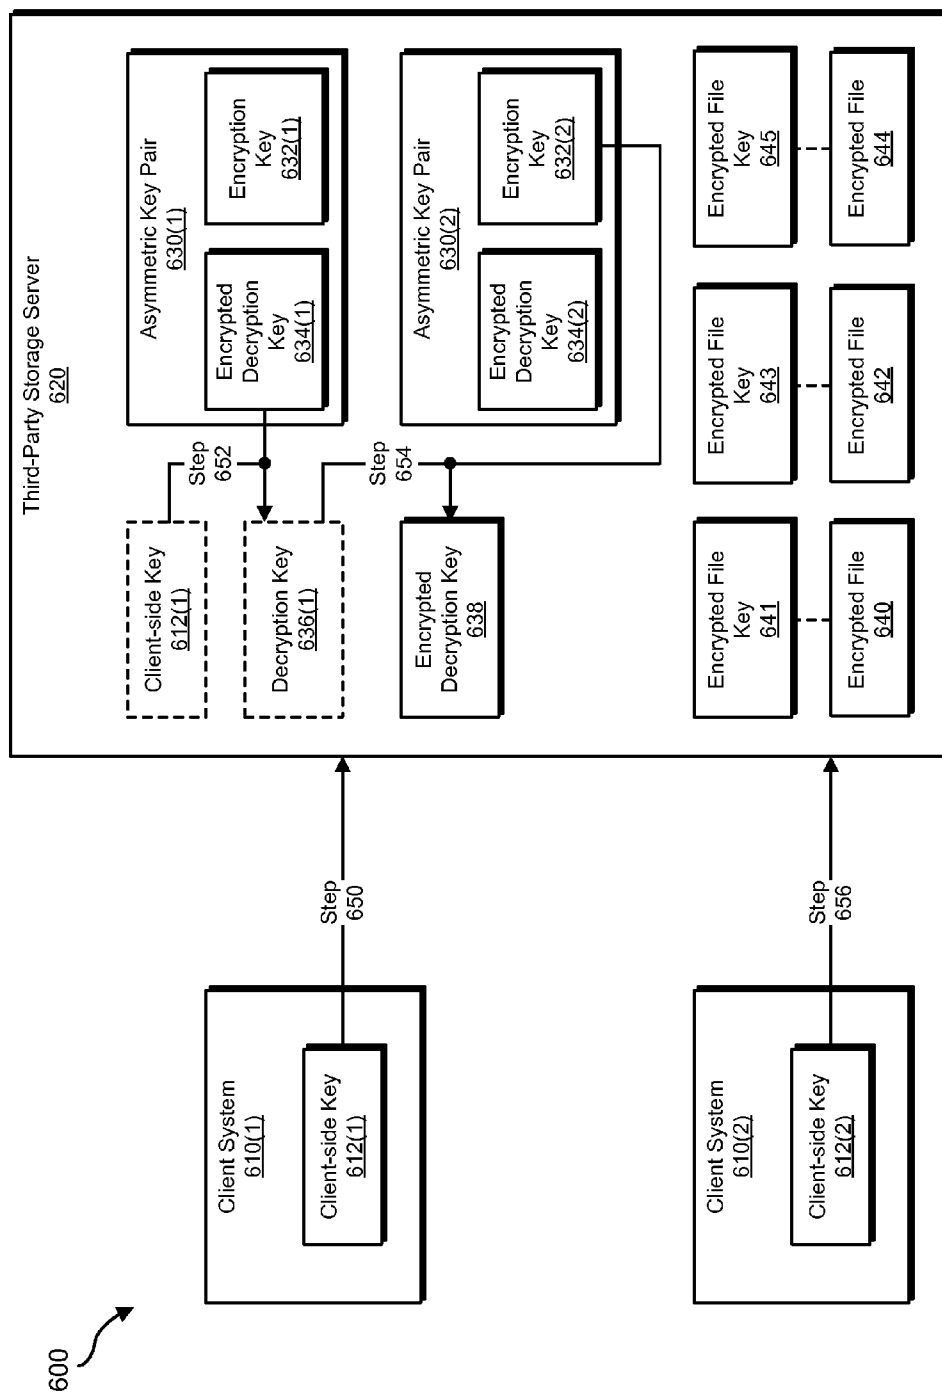 600
Client System
610(1)
Client-side Key
612(1)
Client System
610(2)
Client-side Key
612(2)
Step
650
Step
656
Third-Party Storage Server
620
Client-side Key
612(1)
Step
652
Decryption Key
636(1)
Step
654
Encrypted
Decryption Key
638
Asymmetric Key Pair
630(1)
Encrypted
Decryption
Key
634(1)
Encryption
Key
632(1)
Asymmetric Key Pair
630(2)
Encrypted
Decryption
Key
634(2)
Encryption
Key
632(2)
Encrypted File
Key
641
Encrypted File
640
Encrypted File
Key
643
Encrypted File
642
Encrypted File
Key
645
Encrypted File
644